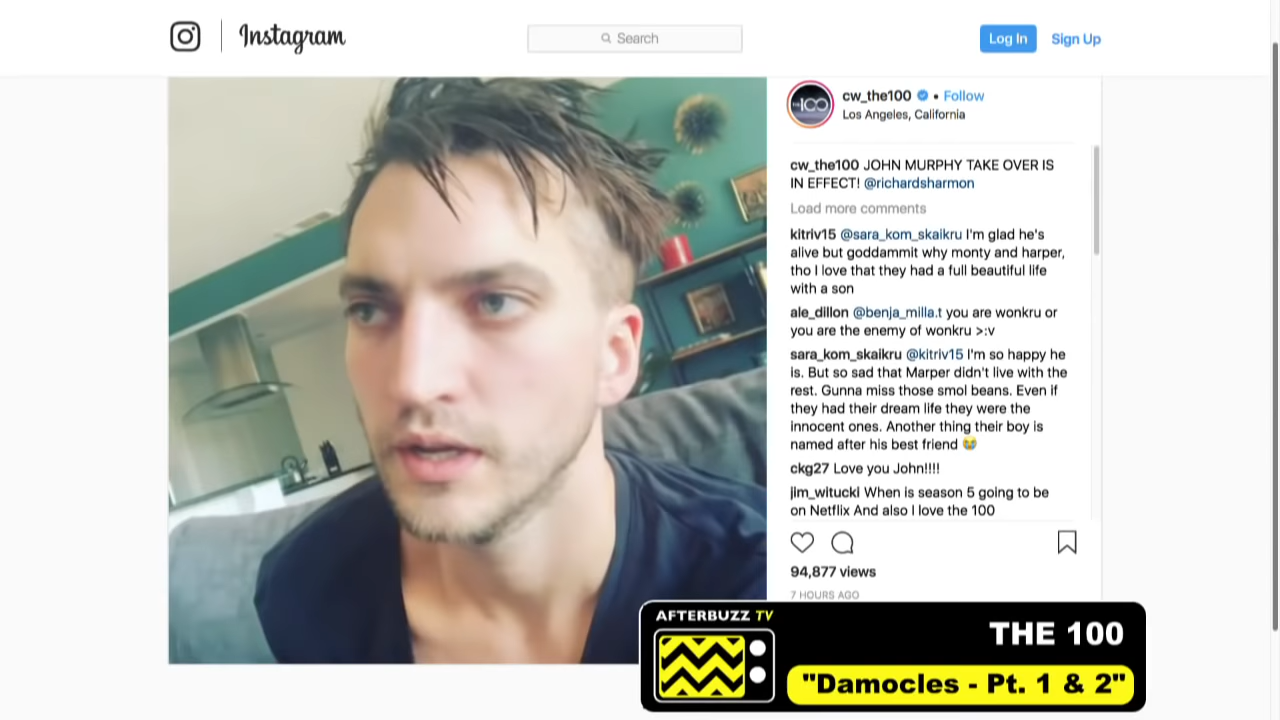 Instagram
Search
Log In
Sign Up
THE 100
cw_the100 • Follow
Los Angeles, California
cw_the100 JOHN MURPHY TAKE OVER IS
IN EFFECT! @richardsharmon
Load more comments
kitriv15 @sara_kom_skaikru I'm glad he's
alive but goddammit why monty and harper,
tho I love that they had a full beautiful life
with a son
ale_dillon @benja_milla.t you are wonkru or
you are the enemy of wonkru >:v
sara_kom_skaikru @kitriv15 I'm so happy he
is. But so sad that Marper didn't live with the
rest. Gunna miss those smol beans. Even if
they had their dream life they were the
innocent ones. Another thing their boy is
named after his best friend 😭
ckg27 Love you John!!!!
jim_witucki When is season 5 going to be
on Netflix And also I love the 100
94,877 views
7 HOURS AGO
AFTERBUZZ TV
THE 100
"Damocles - Pt. 1 & 2"